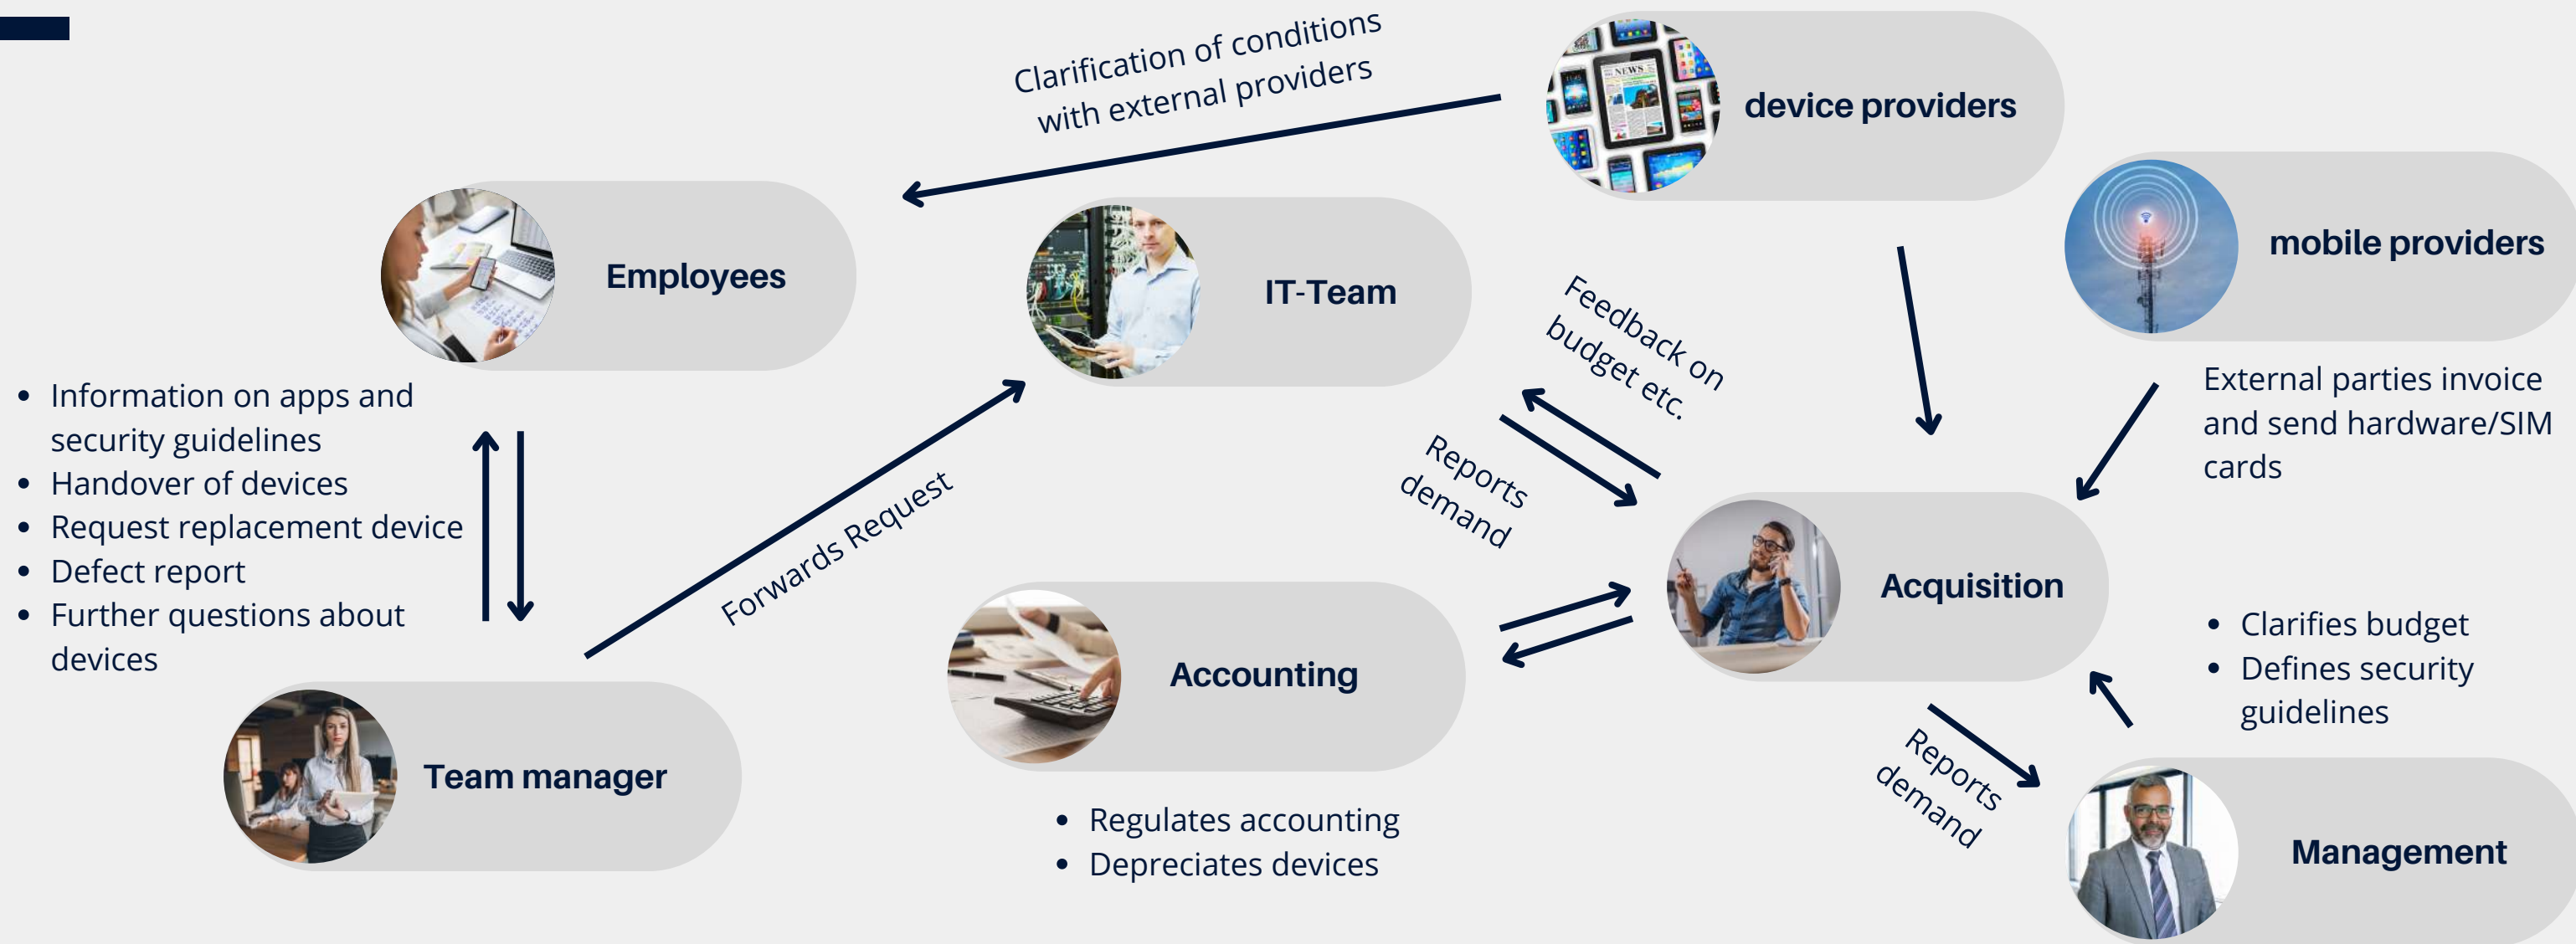 Clarification of conditions
with external providers
NEWS
device providers
mobile providers
Employees
IT-Team
Feedback on
budget etc.
External parties invoice
and send hardware/SIM
cards
• Information on apps and
security guidelines
• Handover of devices
• Request replacement device
• Defect report
• Further questions about
devices
Forwards Request
Reports
demand
Acquisition
• Clarifies budget
• Defines security
guidelines
Accounting
Team manager
• Regulates accounting
• Depreciates devices
Reports
demand
Management